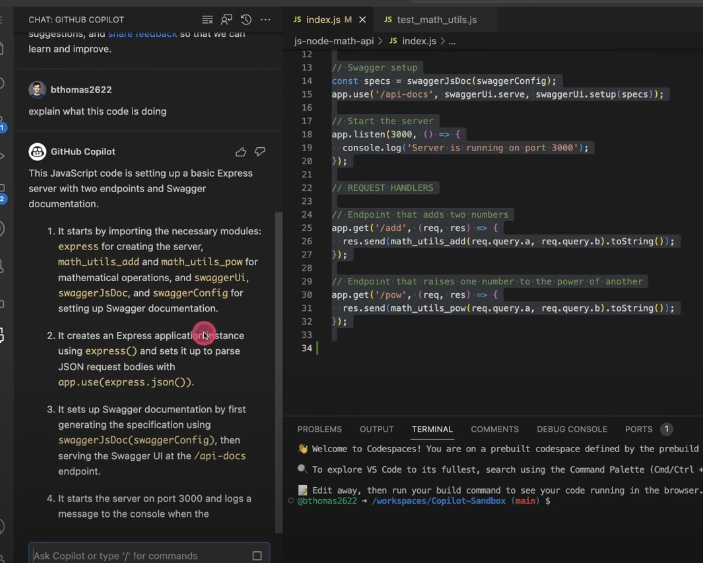 CHAT: GITHUB COPILOT
suggestions, and share feedback so that we can
learn and improve.
bthomas2622
explain what this code is doing
GitHub Copilot
This JavaScript code is setting up a basic Express
server with two endpoints and Swagger
documentation.
1. It starts by importing the necessary modules:
express for creating the server,
math_utils_add and math_utils_pow for
mathematical operations, and swaggerUi,
swaggerJsDoc, and swaggerConfig for
setting up Swagger documentation.
2. It creates an Express application instance
using express() and sets it up to parse
JSON request bodies with
app.use(express.json()).
3. It sets up Swagger documentation by first
generating the specification using
swaggerJsDoc(swaggerConfig), then
serving the Swagger UI at the /api-docs
endpoint.
4. It starts the server on port 3000 and logs a
message to the console when the
Ask Copilot or type '/' for commands
1
2
JS index.js M
JS test_math_utils.js
js-node-math-api > JS index.js > ...
12
13 // Swagger setup
14 const specs = swaggerJsDoc(swaggerConfig);
15 app.use('/api-docs', swaggerUi.serve, swaggerUi.setup(specs));
16
17 // Start the server
18 app.listen(3000, () => {
19 console.log('Server is running on port 3000');
20 });
21
22 // REQUEST HANDLERS
23
24 // Endpoint that adds two numbers
25 app.get('/add', (req, res) => {
26 res.send(math_utils_add(req.query.a, req.query.b).toString());
27 });
28
29 // Endpoint that raises one number to the power of another
30 app.get('/pow', (req, res) => {
31 res.send(math_utils_pow(req.query.a, req.query.b).toString());
32 });
33
34
PROBLEMS OUTPUT TERMINAL COMMENTS DEBUG CONSOLE PORTS 1
Welcome to Codespaces! You are on a prebuilt codespace defined by the prebuild
To explore VS Code to its fullest, search using the Command Palette (Cmd/Ctrl +
Edit away, then run your build command to see your code running in the browser.
@bthomas2622 → /workspaces/Copilot-Sandbox (main) $